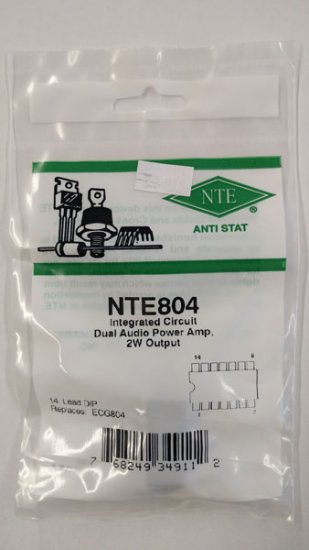 NTE
®
ANTI STAT
NTE804
Integrated Circuit
Dual Audio Power Amp,
2W Output
14 8
1 7
14 Lead DIP
Replaces: ECG804
7 68249 34911 2